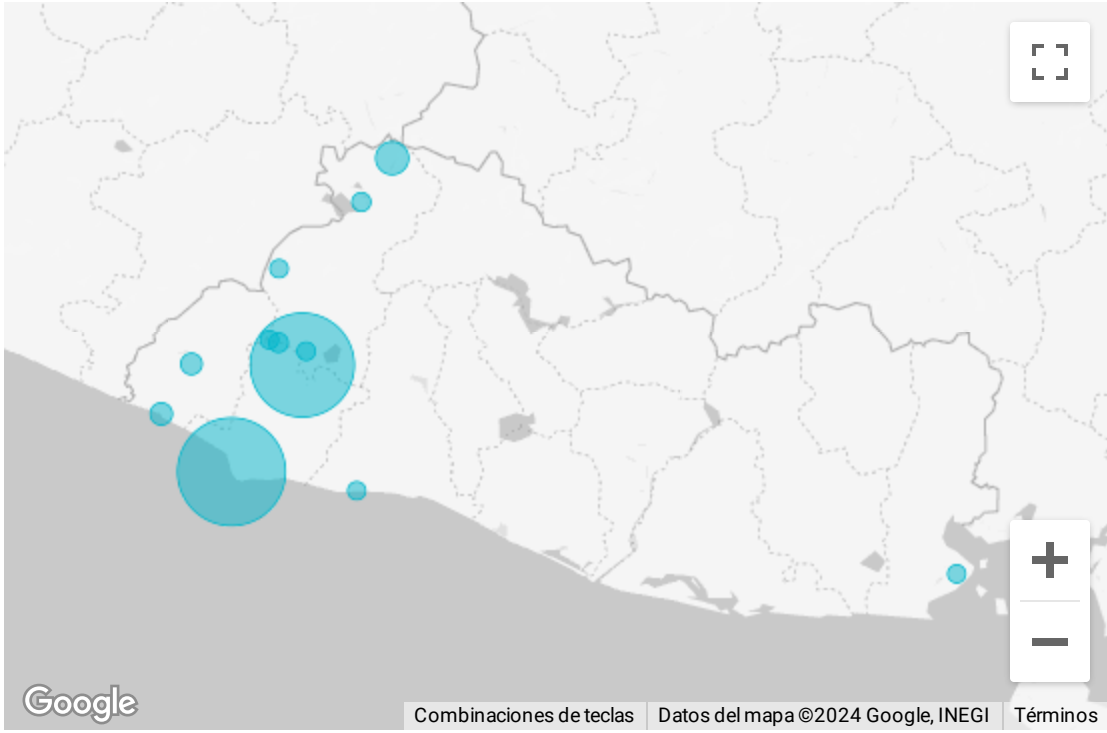 Google
Combinaciones de teclas
Datos del mapa ©2024 Google, INEGI
Términos